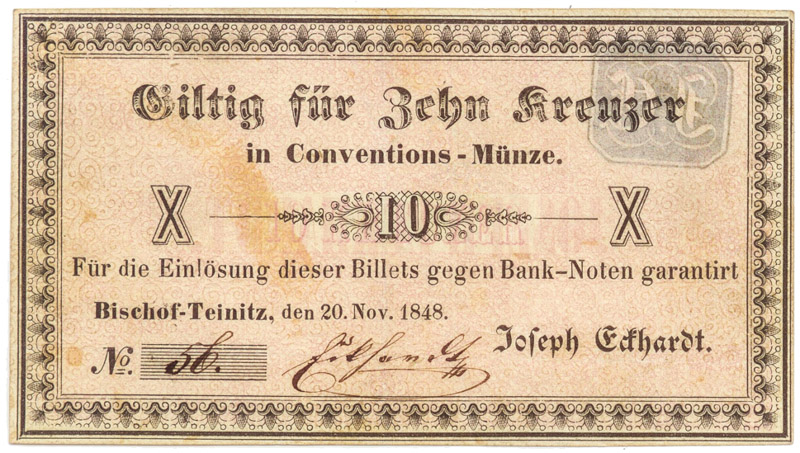 Giltig für Zehn Kreuzer
in Conventions-Münze.
X 10 X
Für die Einlösung dieser Billets gegen Bank-Noten garantirt
Bischof-Teinitz, den 20. Nov. 1848.
Joseph Eckhardt.
No. 56.
Eckhardt